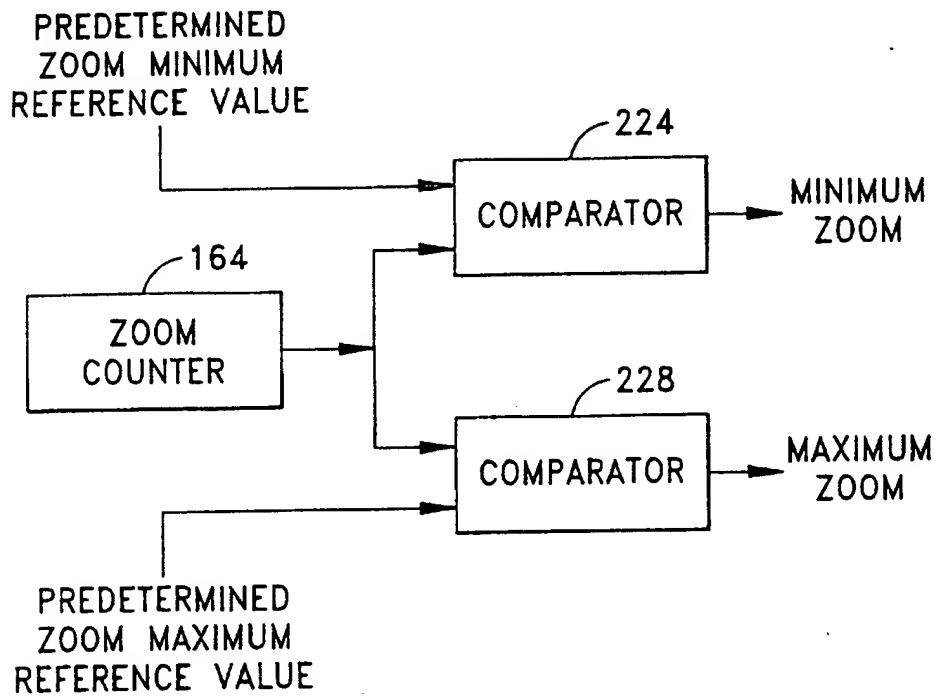 PREDETERMINED
ZOOM MINIMUM
REFERENCE VALUE
224
COMPARATOR
MINIMUM
ZOOM
164
ZOOM
COUNTER
228
COMPARATOR
MAXIMUM
ZOOM
PREDETERMINED
ZOOM MAXIMUM
REFERENCE VALUE